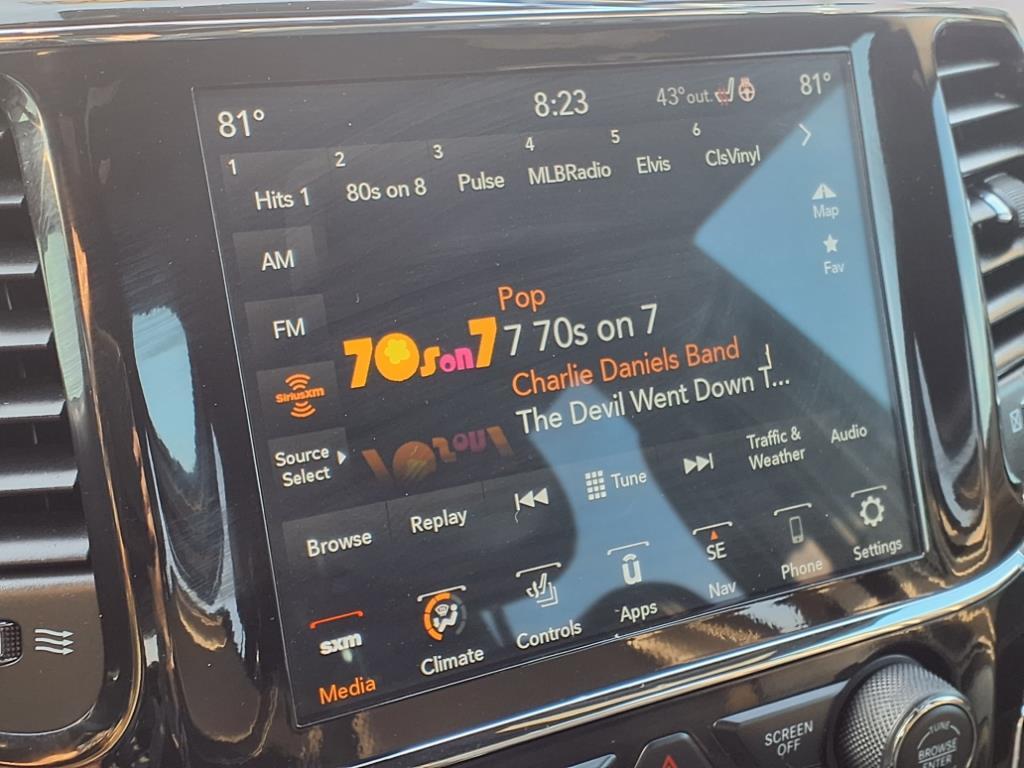 81° 8:23 43°out. 81°
1 2 3 4 5 6
Hits 1 80s on 8 Pulse MLBRadio Elvis ClsVinyl
Map
Fav
AM
FM
SiriusXm
Source
Select
Pop
70s on 7
7 70s on 7
Charlie Daniels Band
The Devil Went Down T...
Browse Replay Tune Traffic &
Weather
Audio
sxm
Media
Climate
Controls
ū
Apps
SE
Nav
Phone
Settings
SCREEN
OFF
TUNE
BROWSE
ENTER